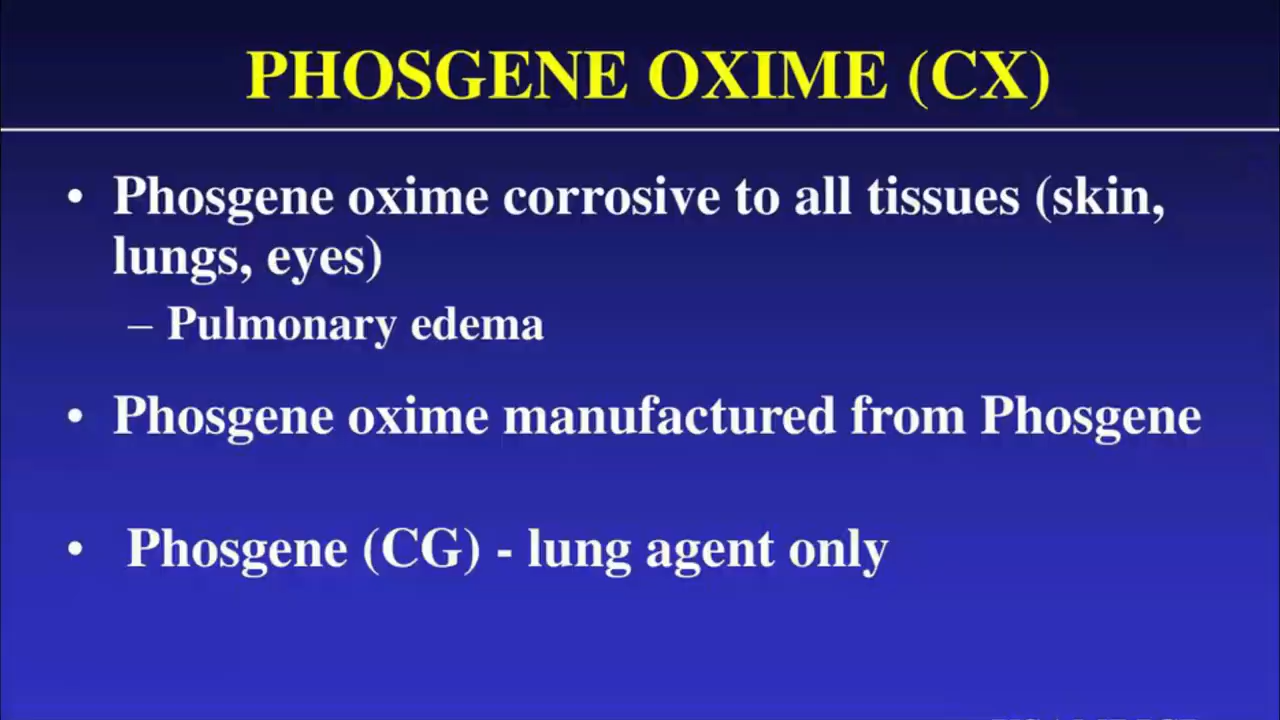 PHOSGENE OXIME (CX)
• Phosgene oxime corrosive to all tissues (skin,
lungs, eyes)
– Pulmonary edema
• Phosgene oxime manufactured from Phosgene
• Phosgene (CG) - lung agent only